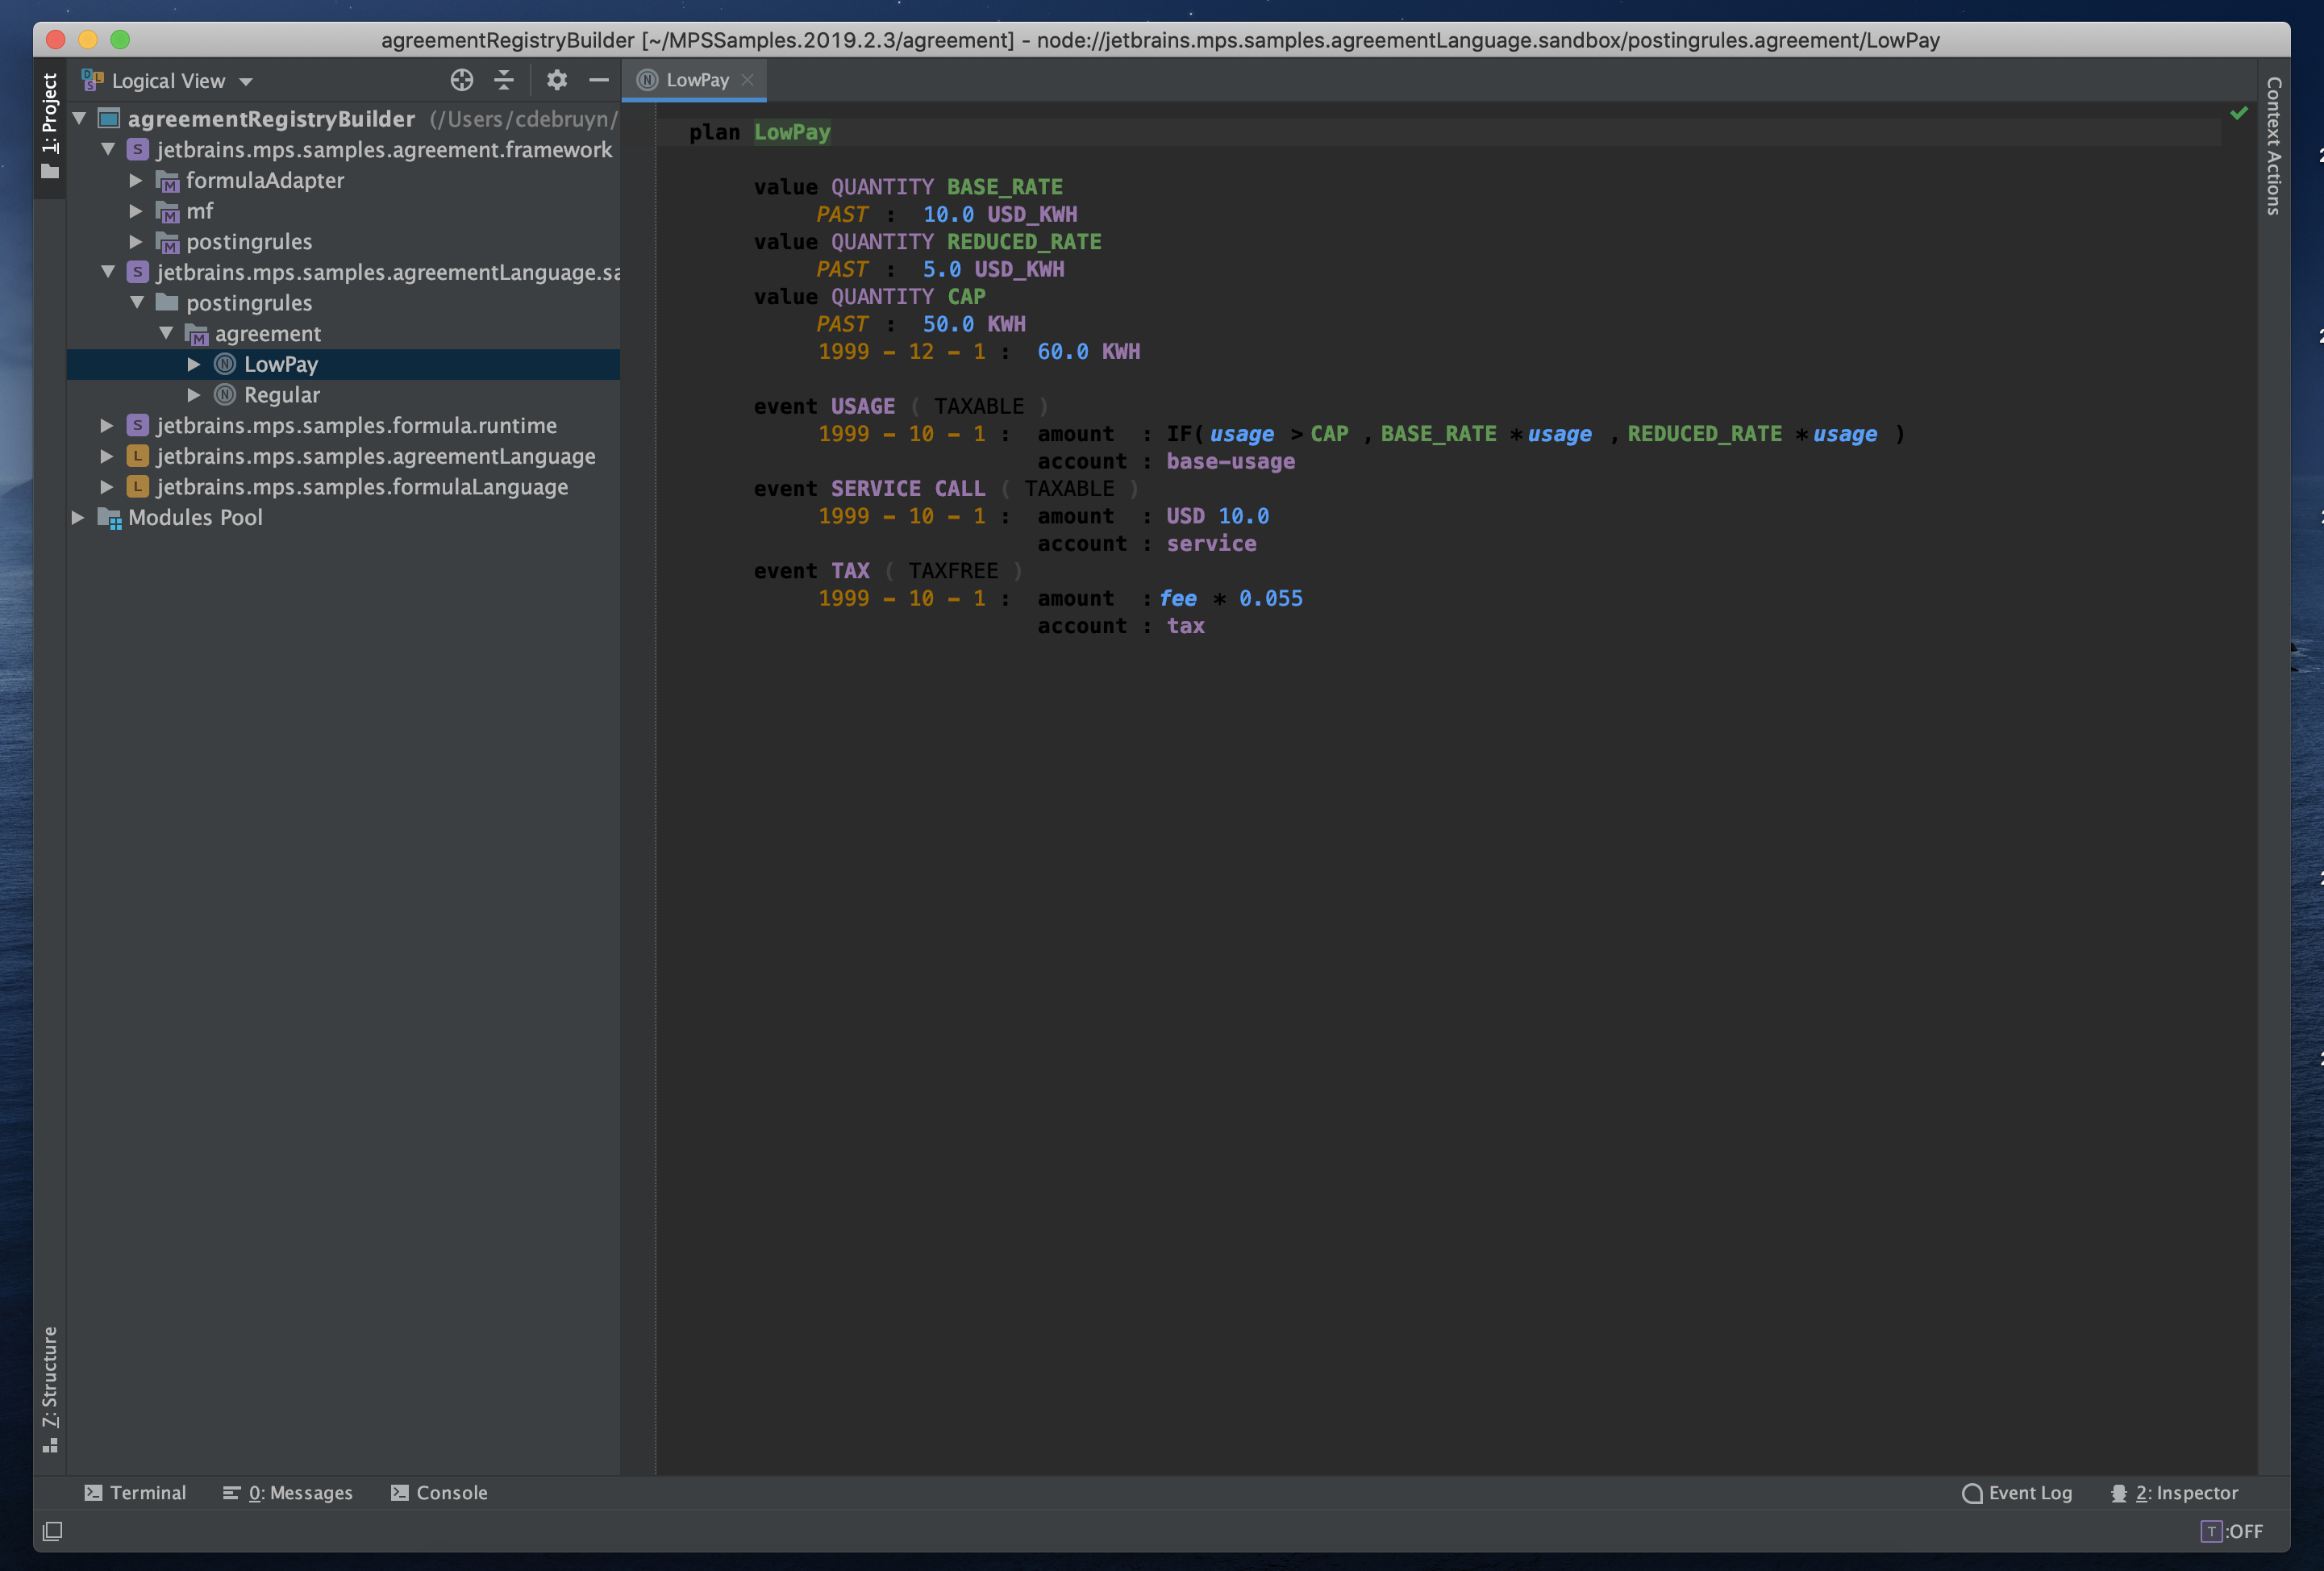 agreementRegistryBuilder [~/MPSSamples.2019.2.3/agreement] - node://jetbrains.mps.samples.agreementLanguage.sandbox/postingrules.agreement/LowPay
1: Project
Logical View
agreementRegistryBuilder (/Users/cdebruyn/
jetbrains.mps.samples.agreement.framework
formulaAdapter
mf
postingrules
jetbrains.mps.samples.agreementLanguage.sa
postingrules
agreement
LowPay
Regular
jetbrains.mps.samples.formula.runtime
jetbrains.mps.samples.agreementLanguage
jetbrains.mps.samples.formulaLanguage
Modules Pool
7: Structure
LowPay
plan LowPay
value QUANTITY BASE_RATE
PAST : 10.0 USD_KWH
value QUANTITY REDUCED_RATE
PAST : 5.0 USD_KWH
value QUANTITY CAP
PAST : 50.0 KWH
1999 - 12 - 1 : 60.0 KWH
event USAGE ( TAXABLE )
1999 - 10 - 1 : amount : IF( usage > CAP , BASE_RATE * usage , REDUCED_RATE * usage )
account : base-usage
event SERVICE CALL ( TAXABLE )
1999 - 10 - 1 : amount : USD 10.0
account : service
event TAX ( TAXFREE )
1999 - 10 - 1 : amount : fee * 0.055
account : tax
Context Actions
Terminal
0: Messages
Console
Event Log
2: Inspector
T :OFF